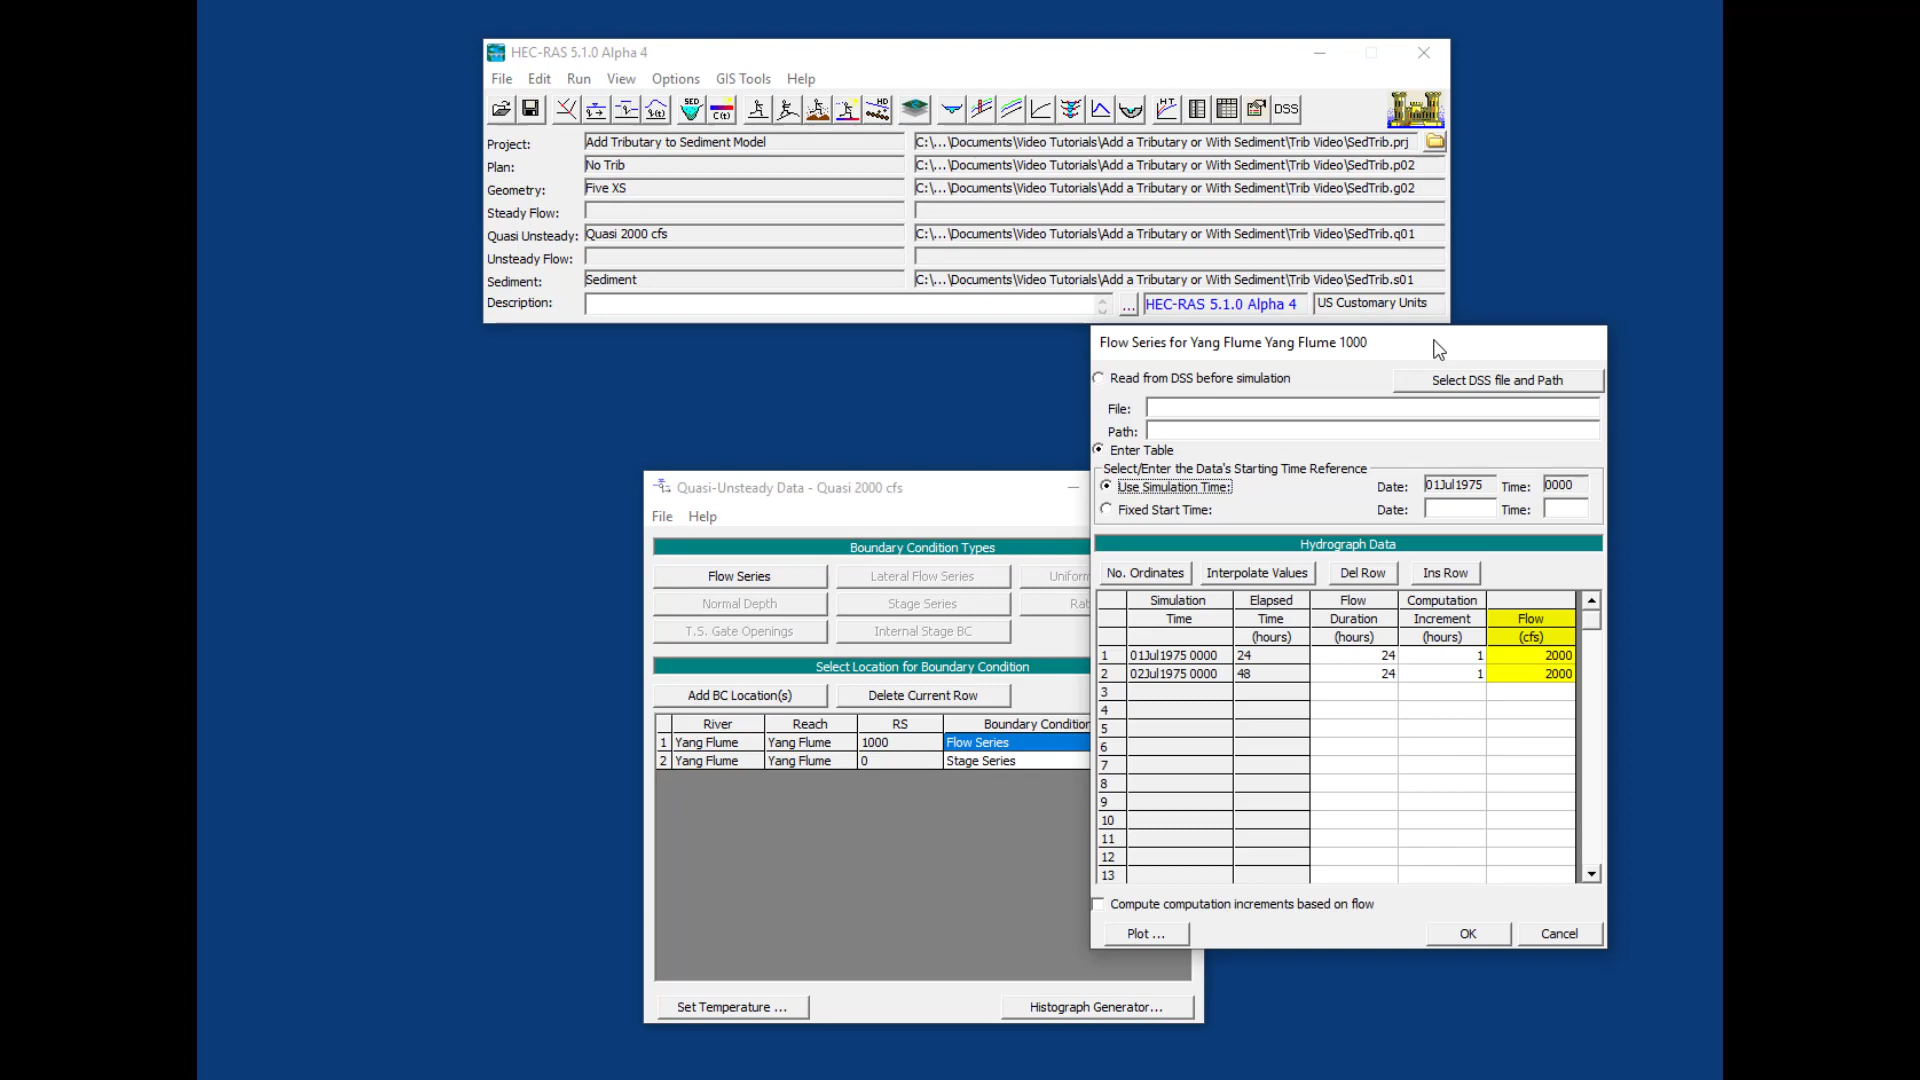 HEC-RAS 5.1.0 Alpha 4
File Edit Run View Options GIS Tools Help
SED C(t) HD HT DSS
Project: Add Tributary to Sediment Model C:\...\Documents\Video Tutorials\Add a Tributary or With Sediment\Trib Video\SedTrib.prj
Plan: No Trib C:\...\Documents\Video Tutorials\Add a Tributary or With Sediment\Trib Video\SedTrib.p02
Geometry: Five XS C:\...\Documents\Video Tutorials\Add a Tributary or With Sediment\Trib Video\SedTrib.g02
Steady Flow:
Quasi Unsteady: Quasi 2000 cfs C:\...\Documents\Video Tutorials\Add a Tributary or With Sediment\Trib Video\SedTrib.q01
Unsteady Flow:
Sediment: Sediment C:\...\Documents\Video Tutorials\Add a Tributary or With Sediment\Trib Video\SedTrib.s01
Description: ... HEC-RAS 5.1.0 Alpha 4 US Customary Units
Quasi-Unsteady Data - Quasi 2000 cfs
File Help
Boundary Condition Types
Flow Series Lateral Flow Series Uniform
Normal Depth Stage Series Rat
T.S. Gate Openings Internal Stage BC
Select Location for Boundary Condition
Add BC Location(s) Delete Current Row
River Reach RS Boundary Condition
1 Yang Flume Yang Flume 1000 Flow Series
2 Yang Flume Yang Flume 0 Stage Series
Set Temperature ... Histograph Generator...
Flow Series for Yang Flume Yang Flume 1000
Read from DSS before simulation Select DSS file and Path
File:
Path:
Enter Table
Select/Enter the Data's Starting Time Reference
Use Simulation Time: Date: 01Jul1975 Time: 0000
Fixed Start Time: Date: Time:
Hydrograph Data
No. Ordinates Interpolate Values Del Row Ins Row
Simulation Elapsed Flow Computation
Time Time Duration Increment Flow
(hours) (hours) (hours) (cfs)
1 01Jul1975 0000 24 24 1 2000
2 02Jul1975 0000 48 24 1 2000
3
4
5
6
7
8
9
10
11
12
13
Compute computation increments based on flow
Plot ... OK Cancel